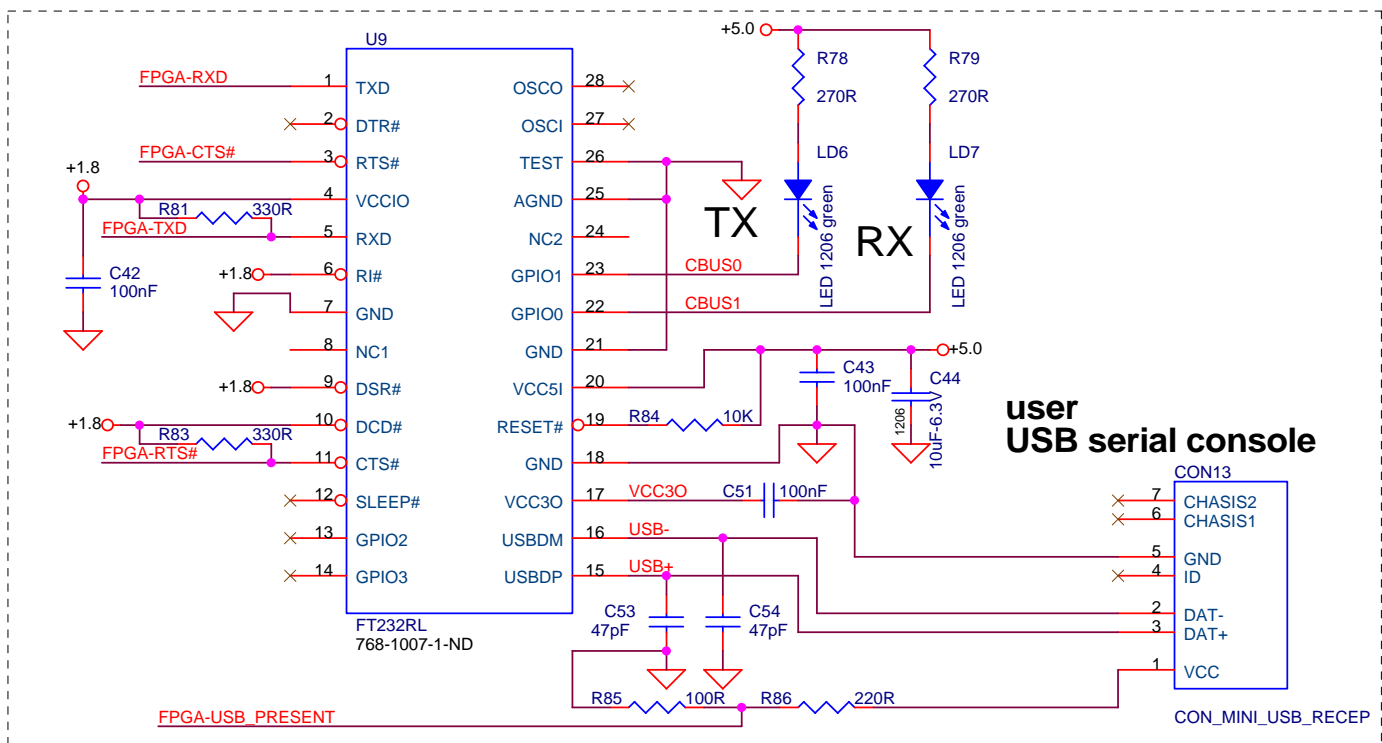 +5.0
U9
R78
R79
FPGA-RXD
1
TXD
OSCO
28
270R
270R
2
DTR#
OSCI
27
FPGA-CTS#
3
RTS#
TEST
26
LD6
LD7
+1.8
4
VCCIO
AGND
25
R81
330R
TX
RX
LED 1206 green
LED 1206 green
FPGA-TXD
5
RXD
NC2
24
C42
100nF
+1.8
6
RI#
GPIO1
23
CBUS0
7
GND
GPIO0
22
CBUS1
8
NC1
GND
21
+5.0
C43
100nF
C44
1206
10uF-6.3V
+1.8
9
DSR#
VCC5I
20
+1.8
10
DCD#
RESET#
19
R84
10K
user
USB serial console
R83
330R
FPGA-RTS#
11
CTS#
GND
18
CON13
12
SLEEP#
VCC3O
17
VCC3O
C51
100nF
7
CHASIS2
6
CHASIS1
13
GPIO2
USBDM
16
USB-
5
GND
4
ID
14
GPIO3
USBDP
15
USB+
C53
47pF
C54
47pF
2
DAT-
3
DAT+
FT232RL
768-1007-1-ND
1
VCC
R85
100R
R86
220R
FPGA-USB_PRESENT
CON_MINI_USB_RECEP